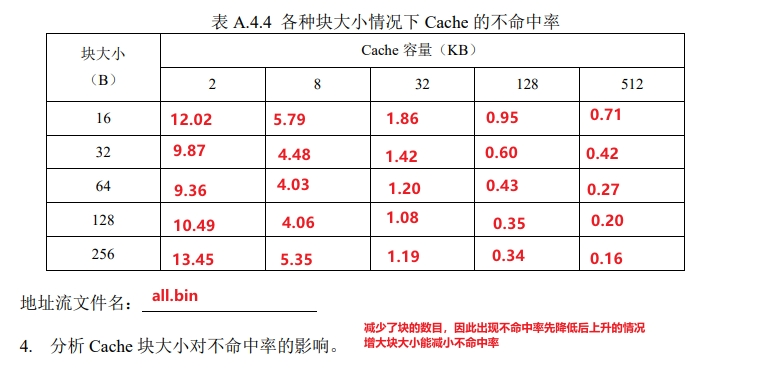 表 A.4.4 各种块大小情况下 Cache 的不命中率
块大小
（B）
Cache 容量（KB）
2 8 32 128 512
16 12.02 5.79 1.86 0.95 0.71
32 9.87 4.48 1.42 0.60 0.42
64 9.36 4.03 1.20 0.43 0.27
128 10.49 4.06 1.08 0.35 0.20
256 13.45 5.35 1.19 0.34 0.16
地址流文件名： all.bin
减少了块的数目，因此出现不命中率先降低后上升的情况
增大块大小能减小不命中率
4. 分析 Cache 块大小对不命中率的影响。